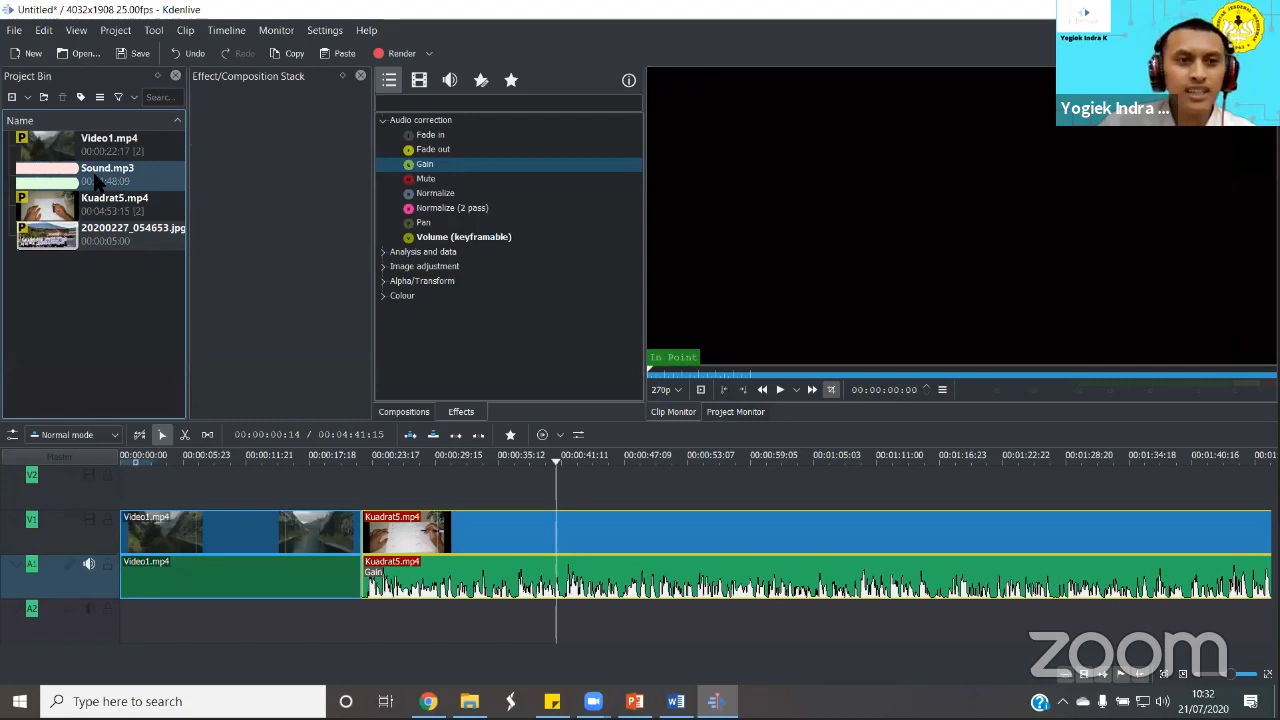 Untitled* / 4032x1908 25.00fps - Kdenlive
File Edit View Project Tool Clip Timeline Monitor Settings Help
New Open... Save Undo Redo Copy Paste Render
Project Bin
Effect/Composition Stack
Searc...
Name
Video1.mp4
00:00:22:17 [2]
Sound.mp3
48:09
Kuadrat5.mp4
00:04:53:15 [2]
20200227_054653.jpg
00:00:05:00
Audio correction
Fade in
Fade out
Gain
Mute
Normalize
Normalize (2 pass)
Pan
Volume (keyframable)
Analysis and data
Image adjustment
Alpha/Transform
Colour
Compositions Effects
In Point
270p
00:00:00:00
Clip Monitor Project Monitor
Yogiek Indra K
Yogiek Indra ...
Normal mode
00:00:00:14 / 00:04:41:15
Master
00:00:00:00 00:00:05:23 00:00:11:21 00:00:17:18 00:00:23:17 00:00:29:15 00:00:35:12 00:00:41:11 00:00:47:09 00:00:53:07 00:00:59:05 00:01:05:03 00:01:11:00 00:01:16:23 00:01:22:22 00:01:28:20 00:01:34:18 00:01:40:16 00:01:
V2
V1
Video1.mp4
Kuadrat5.mp4
A1
Video1.mp4
Kuadrat5.mp4
Gain
A2
zoom
Type here to search
10:32
21/07/2020